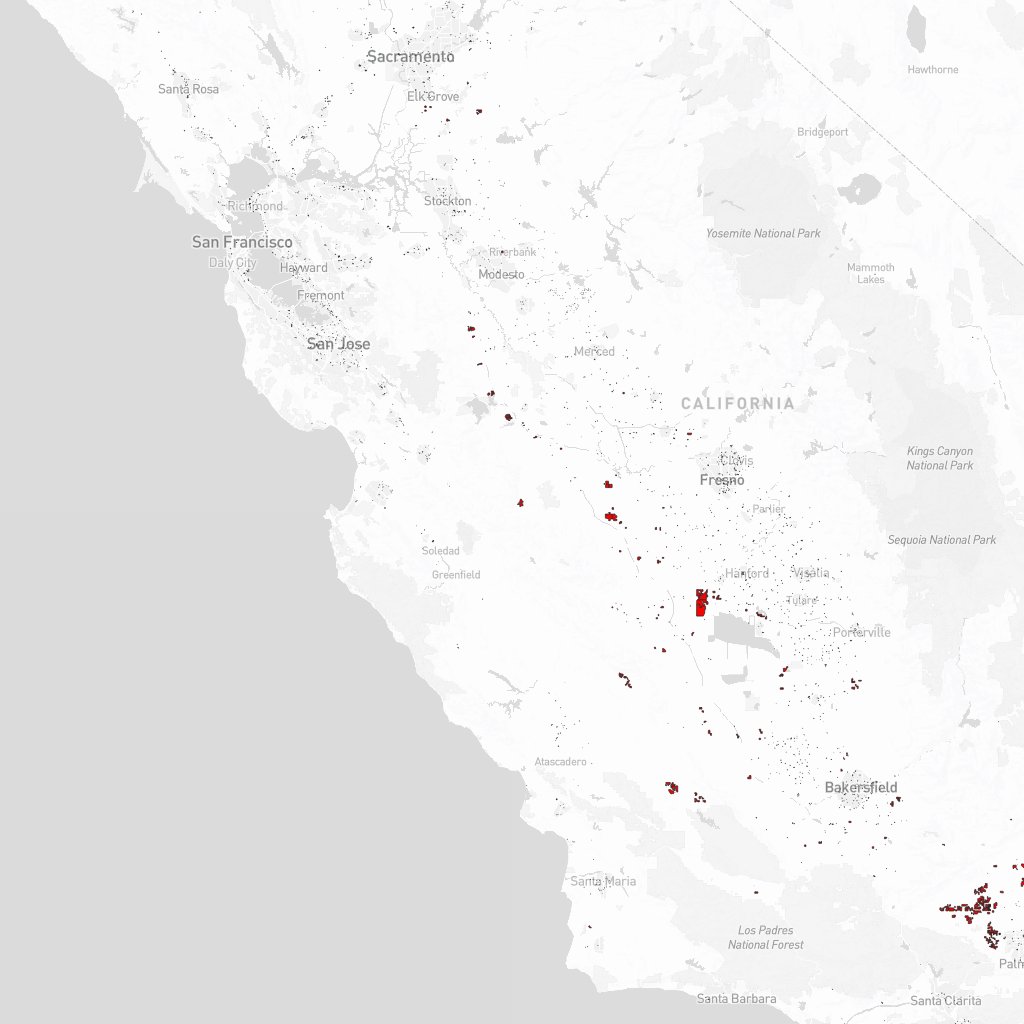 Sacramento
Hawthorne
Santa Rosa
Elk Grove
Bridgeport
Stockton
Richmond
Yosemite National Park
San Francisco
Riverbank
Daly City
Hayward
Modesto
Mammoth
Lakes
Fremont
San Jose
Merced
CALIFORNIA
Kings Canyon
National Park
Clovis
Fresno
Parlier
Sequoia National Park
Soledad
Greenfield
Hanford
Visalia
Tulare
Porterville
Atascadero
Bakersfield
Santa Maria
Los Padres
National Forest
Palm
Santa Barbara
Santa Clarita